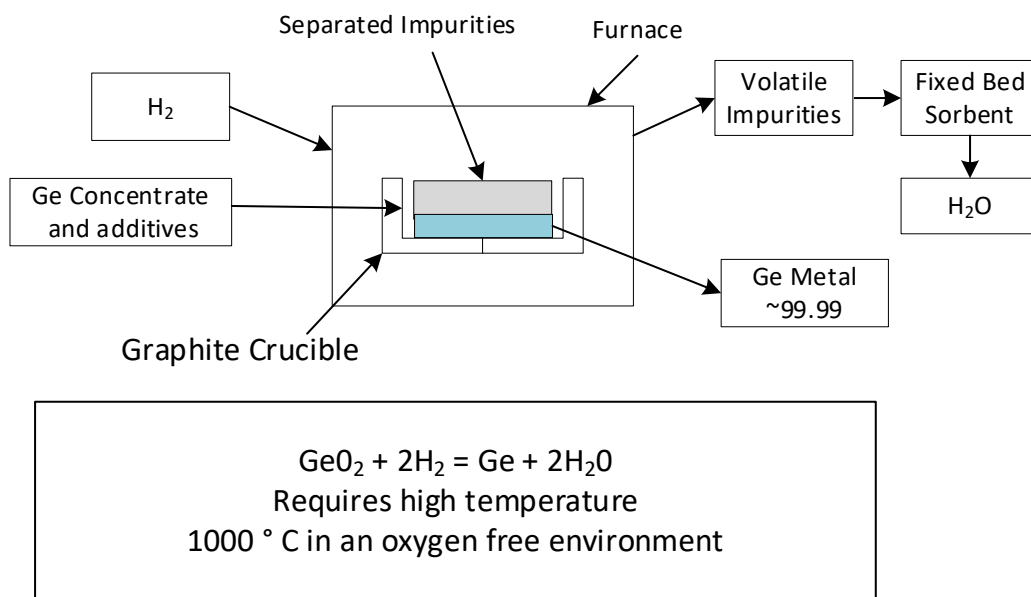 Separated Impurities
Furnace
H₂
Volatile
Impurities
Fixed Bed
Sorbent
Ge Concentrate
and additives
H₂O
Ge Metal
~99.99
Graphite Crucible
Ge0₂ + 2H₂ = Ge + 2H₂0
Requires high temperature
1000 ° C in an oxygen free environment